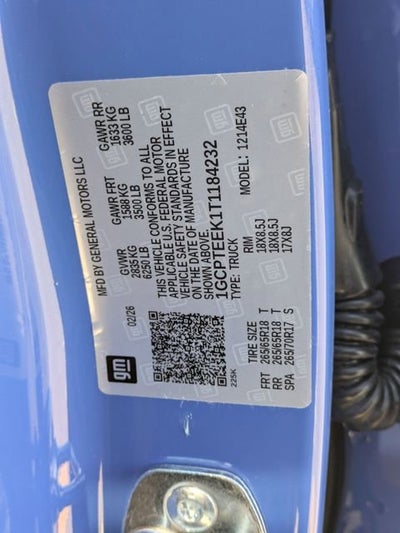 MFD BY GENERAL MOTORS LLC
02/26
GVWR
2835 KG
6250 LB
GAWR FRT
1588 KG
3500 LB
GAWR RR
1633 KG
3600 LB
THIS VEHICLE CONFORMS TO ALL
APPLICABLE U.S. FEDERAL MOTOR
VEHICLE SAFETY STANDARDS IN EFFECT
ON THE DATE OF MANUFACTURE
SHOWN ABOVE.
1GCPTEEK1T1184232
TYPE: TRUCK
MODEL: 1214E43
TIRE SIZE RIM
FRT 265/65R18 T 18X8.5J
RR 265/65R18 T 18X8.5J
SPA 265/70R17 S 17X8J
gm
225K